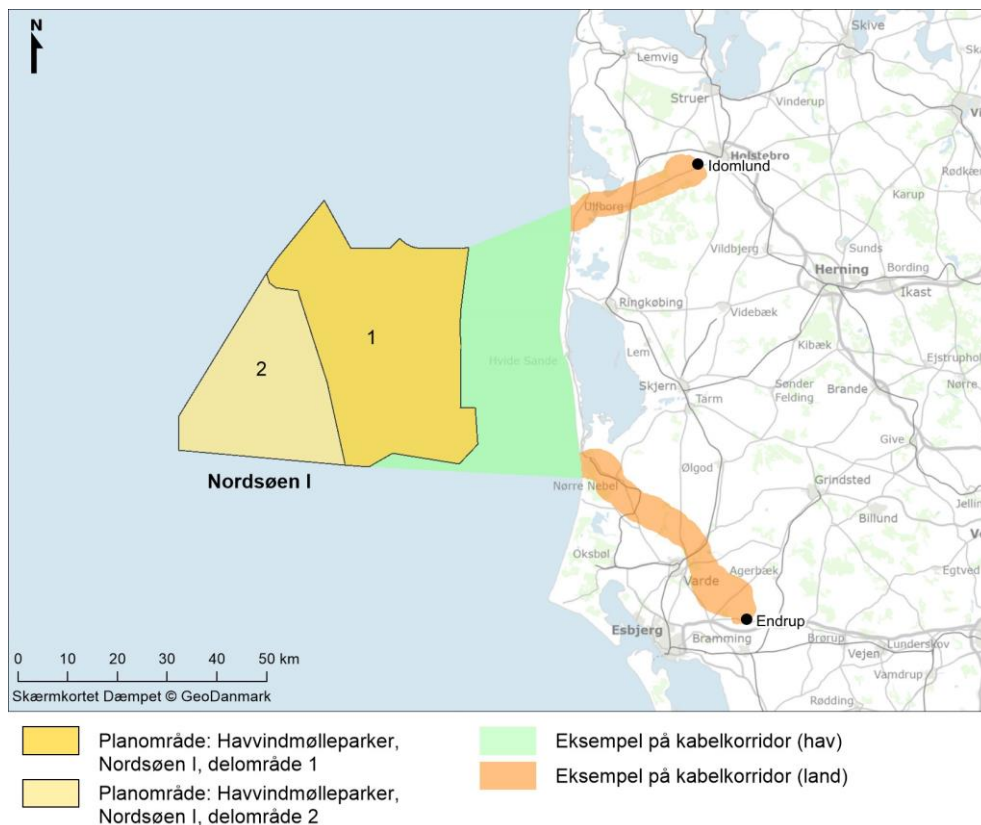 N
Skive
Lemvig
Struer
Vinderup
Holstebro
Idomlund
Rødkær
Ulfborg
Karup
Vildbjerg
Sunds
Herning
Bording
Ikast
Ringkøbing
Videbæk
1
Kibæk
Hvide Sande
Lem
Ejstruphol
2
Skjern
Sønder
Felding
Brande
Nørre
Tarm
Give
Nordsøen I
Ølgod
Nørre Nebel
Grindsted
Billund
Jelling
Oksbøl
Agerbæk
Varde
Egtved
Endrup
Esbjerg
Bramming
Brørup
Lunderskov
Vejen
Vamdrup
Rødding
0 10 20 30 40 50 km
Skærmkortet Dæmpet © GeoDanmark
Planområde: Havvindmølleparker,
Nordsøen I, delområde 1
Planområde: Havvindmølleparker,
Nordsøen I, delområde 2
Eksempel på kabelkorridor (hav)
Eksempel på kabelkorridor (land)